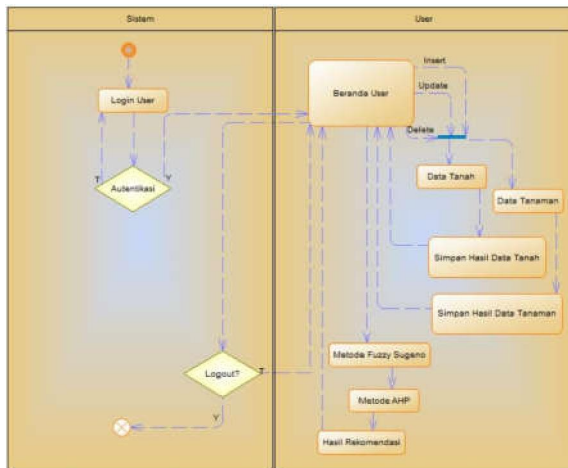 Sistem
User
Insert
Update
Delete
Login User
Beranda User
T
Y
Autentikasi
Data Tanah
Data Tanaman
Simpan Hasil Data Tanah
Simpan Hasil Data Tanaman
Metode Fuzzy Sugeno
Logout?
T
Y
Metode AHP
Hasil Rekomendasi